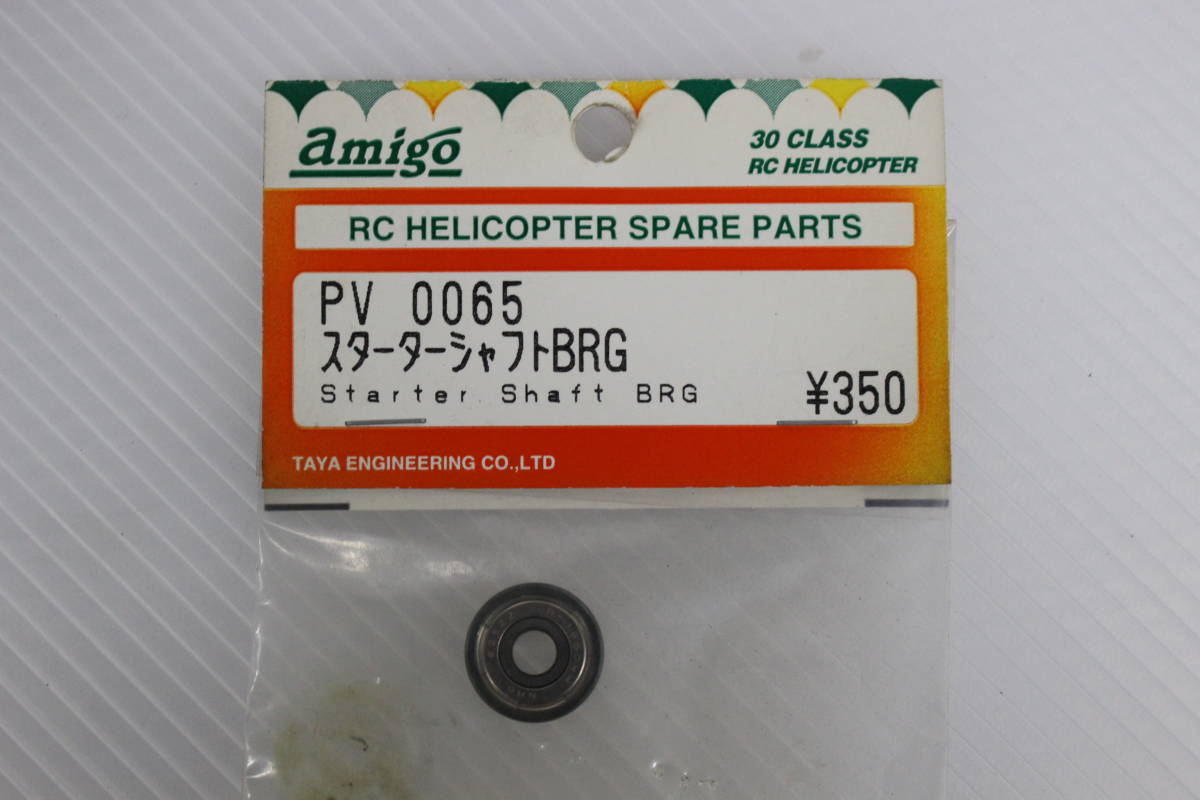 amigo
30 CLASS
RC HELICOPTER
RC HELICOPTER SPARE PARTS
PV 0065
スターターシャフトBRG
Starter Shaft BRG
¥350
TAYA ENGINEERING CO.,LTD